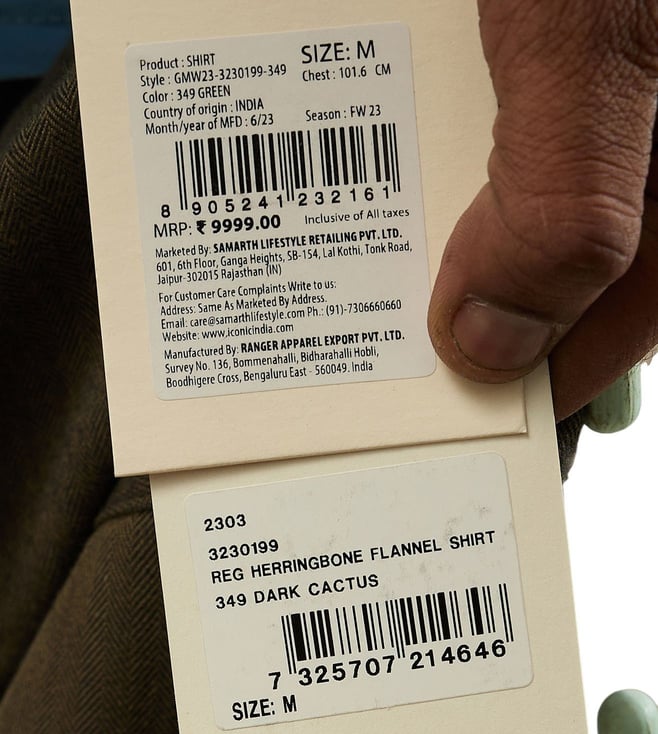 Product : SHIRT
SIZE: M
Style : GMW23-3230199-349
Chest : 101.6 CM
Color : 349 GREEN
Country of origin : INDIA
Month/year of MFD : 6/23
Season : FW 23
8 905241 232161
MRP: ₹ 9999.00 Inclusive of All taxes
Marketed By: SAMARTH LIFESTYLE RETAILING PVT. LTD.
601, 6th Floor, Ganga Heights, SB-154, Lal Kothi, Tonk Road,
Jaipur-302015 Rajasthan (IN)
For Customer Care Complaints Write to us:
Address: Same As Marketed By Address.
Email: care@samarthlifestyle.com Ph.: (91)-7306660660
Website: www.iconicindia.com
Manufactured By: RANGER APPAREL EXPORT PVT. LTD.
Survey No. 136, Bommenahalli, Bidharahalli Hobli,
Boodhigere Cross, Bengaluru East - 560049. India
2303
3230199
REG HERRINGBONE FLANNEL SHIRT
349 DARK CACTUS
7 325707 214646
SIZE: M